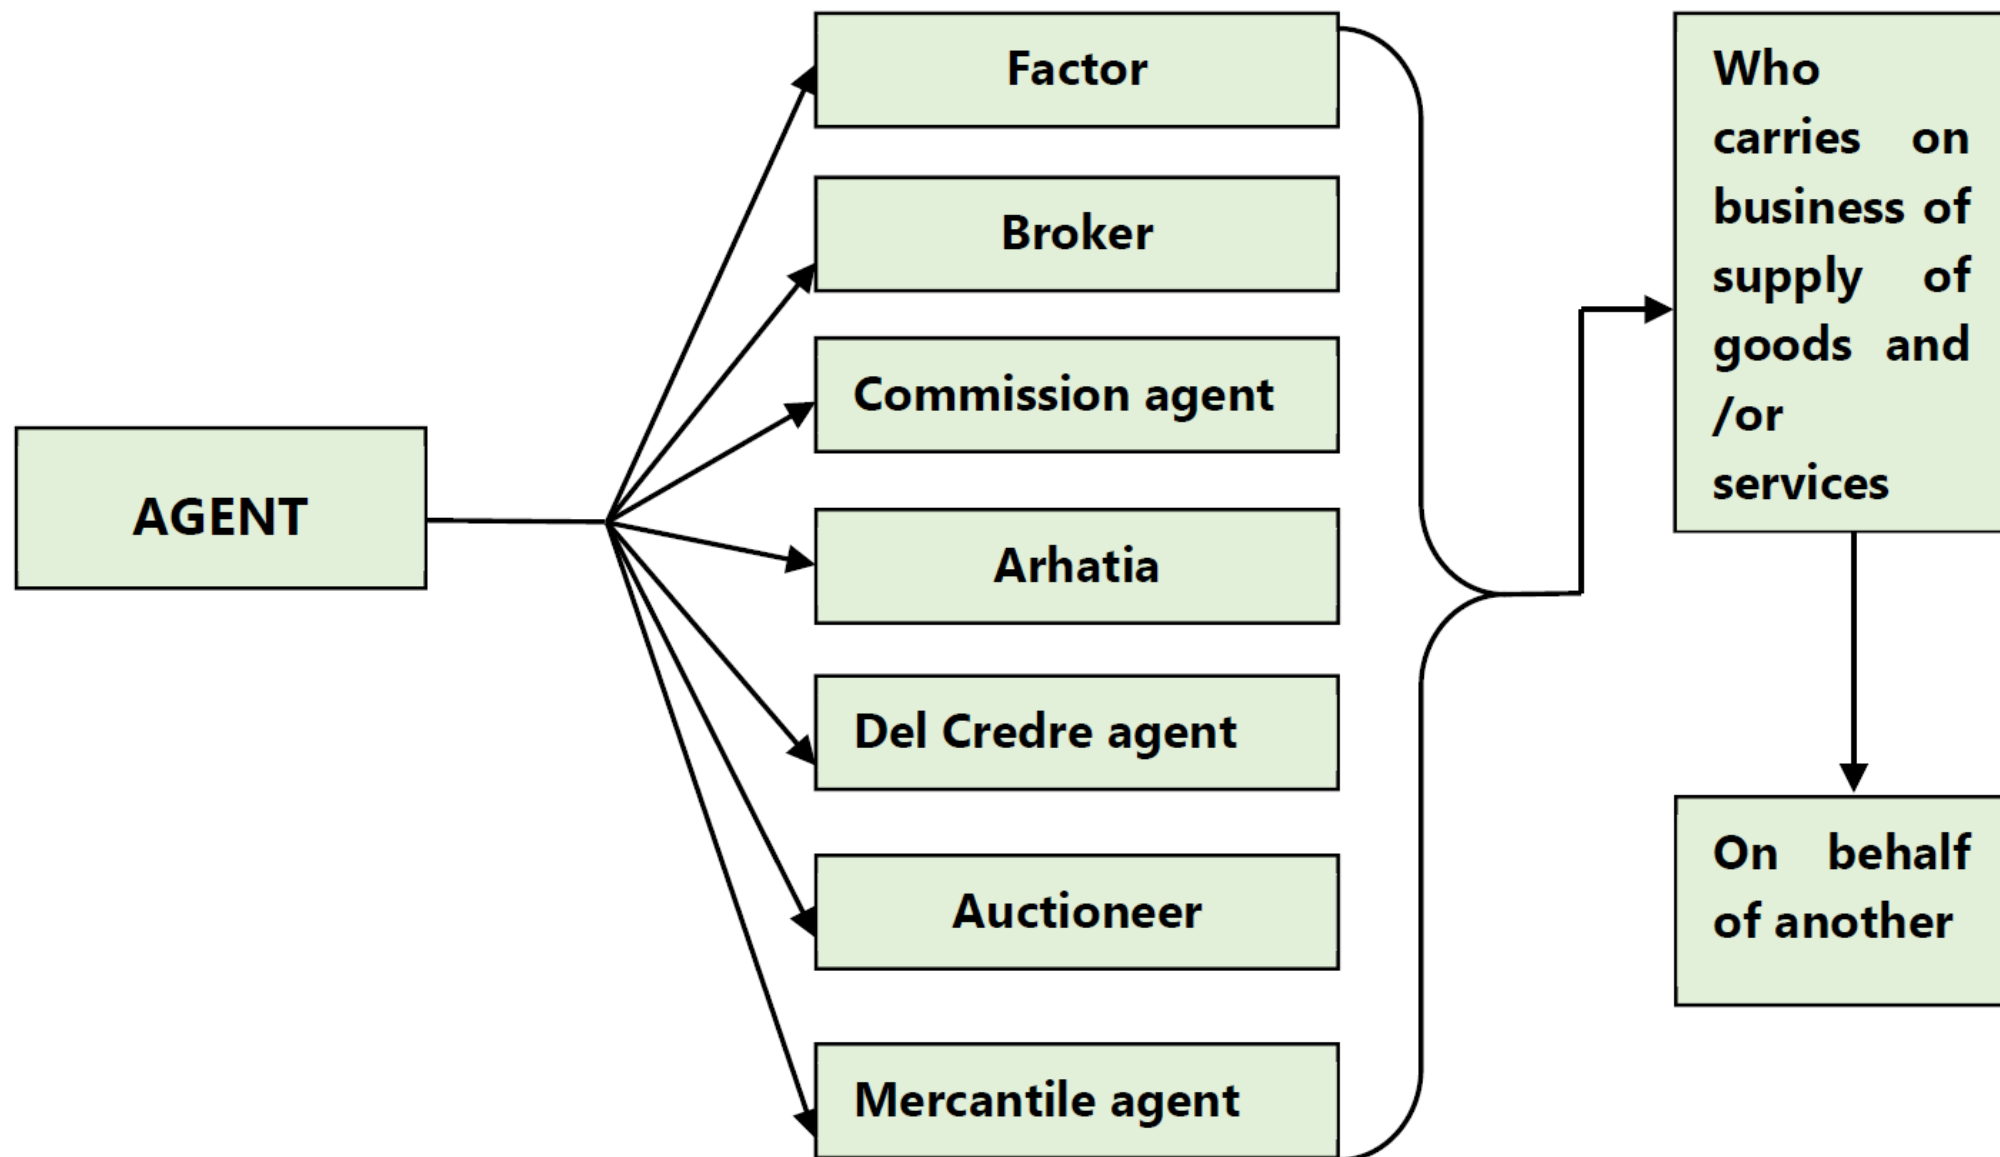 AGENT
Factor
Broker
Commission agent
Arhatia
Del Credre agent
Auctioneer
Mercantile agent
Who
carries on
business of
supply of
goods and
/or
services
On behalf
of another